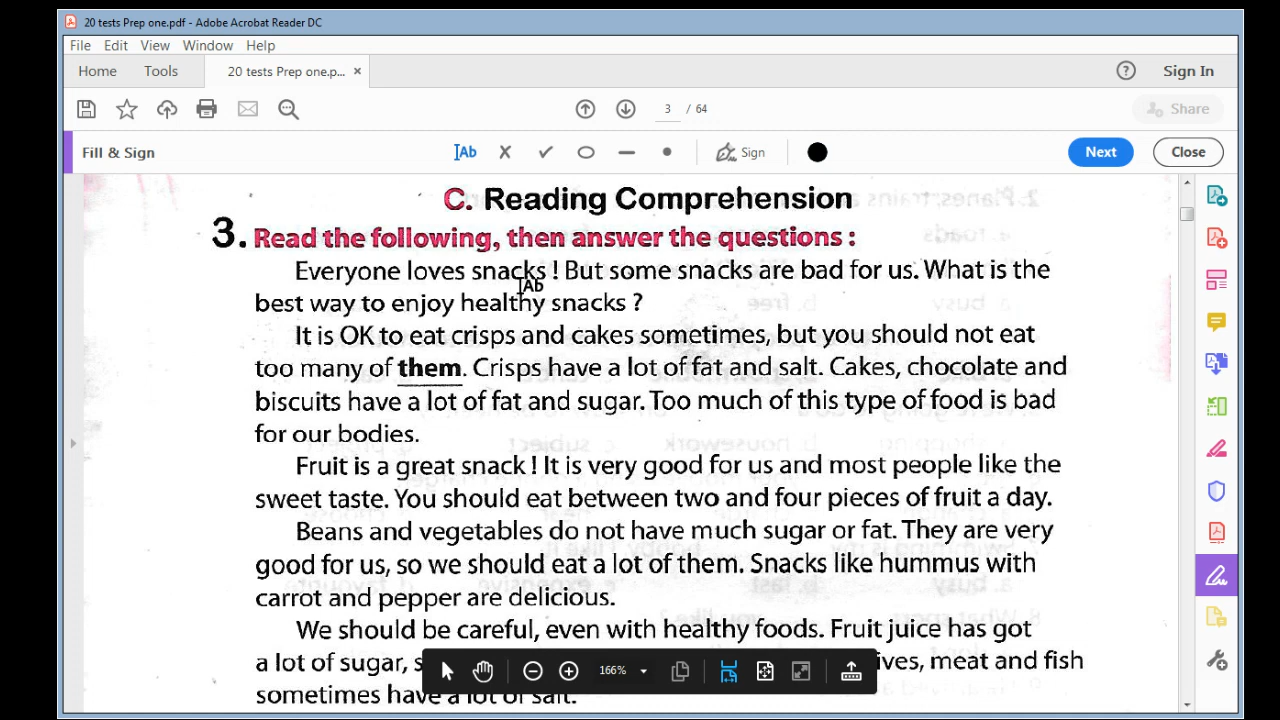 20 tests Prep one.pdf - Adobe Acrobat Reader DC
File Edit View Window Help
Home Tools 20 tests Prep one.p... × Sign In
3 / 64 Share
Fill & Sign Ab Sign Next Close
C. Reading Comprehension
3. Read the following, then answer the questions :
Everyone loves snacks ! But some snacks are bad for us. What is the
Ab
best way to enjoy healthy snacks ?
It is OK to eat crisps and cakes sometimes, but you should not eat
too many of them. Crisps have a lot of fat and salt. Cakes, chocolate and
biscuits have a lot of fat and sugar. Too much of this type of food is bad
for our bodies.
Fruit is a great snack ! It is very good for us and most people like the
sweet taste. You should eat between two and four pieces of fruit a day.
Beans and vegetables do not have much sugar or fat. They are very
good for us, so we should eat a lot of them. Snacks like hummus with
carrot and pepper are delicious.
We should be careful, even with healthy foods. Fruit juice has got
a lot of sugar, meat and fish
166%
sometimes have a lot of salt.